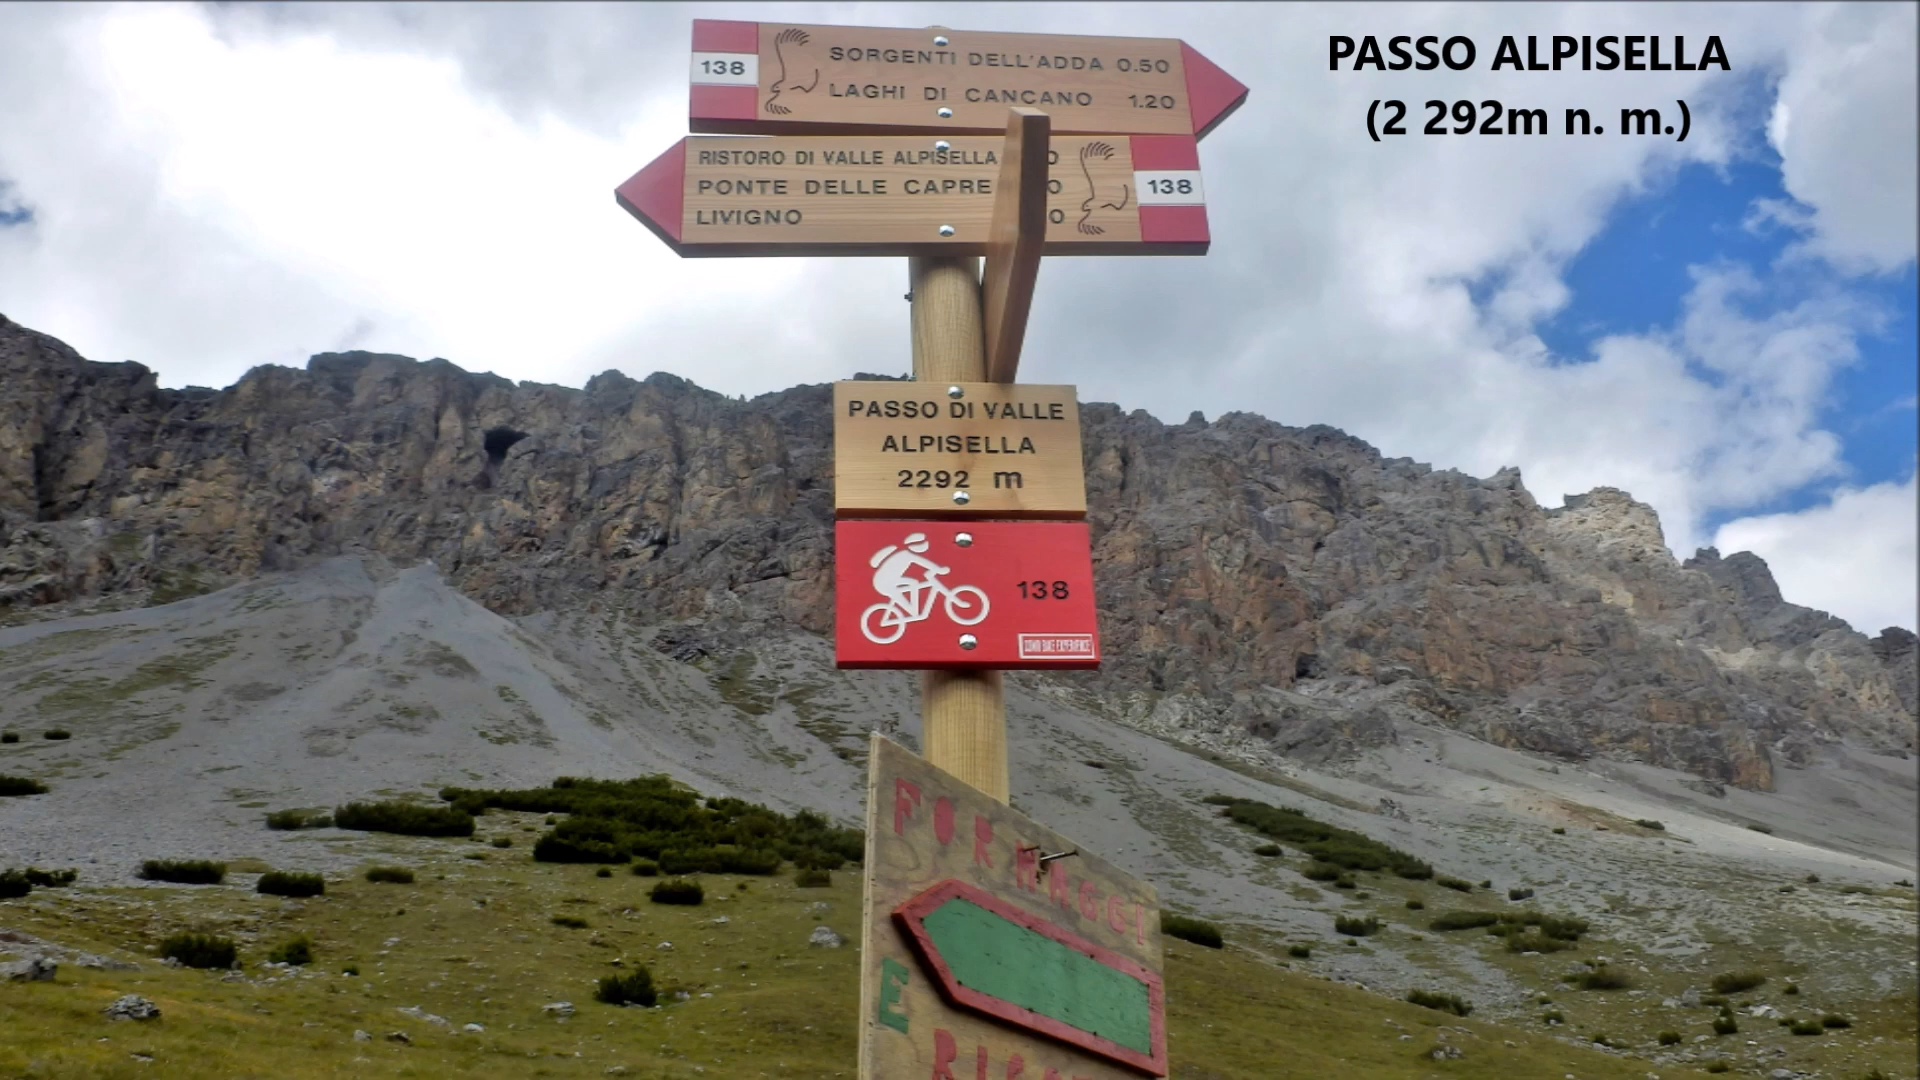 PASSO ALPISELLA
(2 292m n. m.)
138
SORGENTI DELL'ADDA 0.50
LAGHI DI CANCANO 1.20
RISTORO DI VALLE ALPISELLA
PONTE DELLE CAPRE
LIVIGNO
138
PASSO DI VALLE
ALPISELLA
2292 m
138
FORMAGGI
E